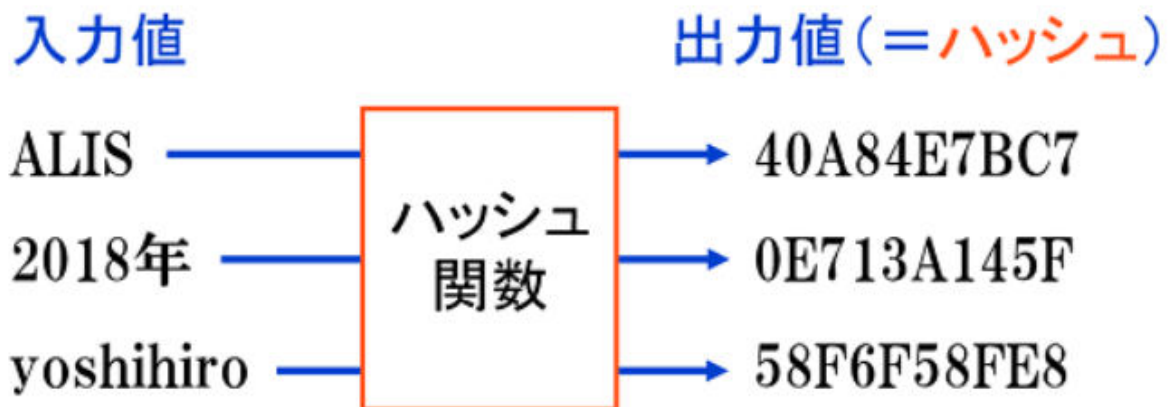 入力値
出力値(=ハッシュ)
ALIS
ハッシュ
関数
40A84E7BC7
2018年
0E713A145F
yoshihiro
58F6F58FE8